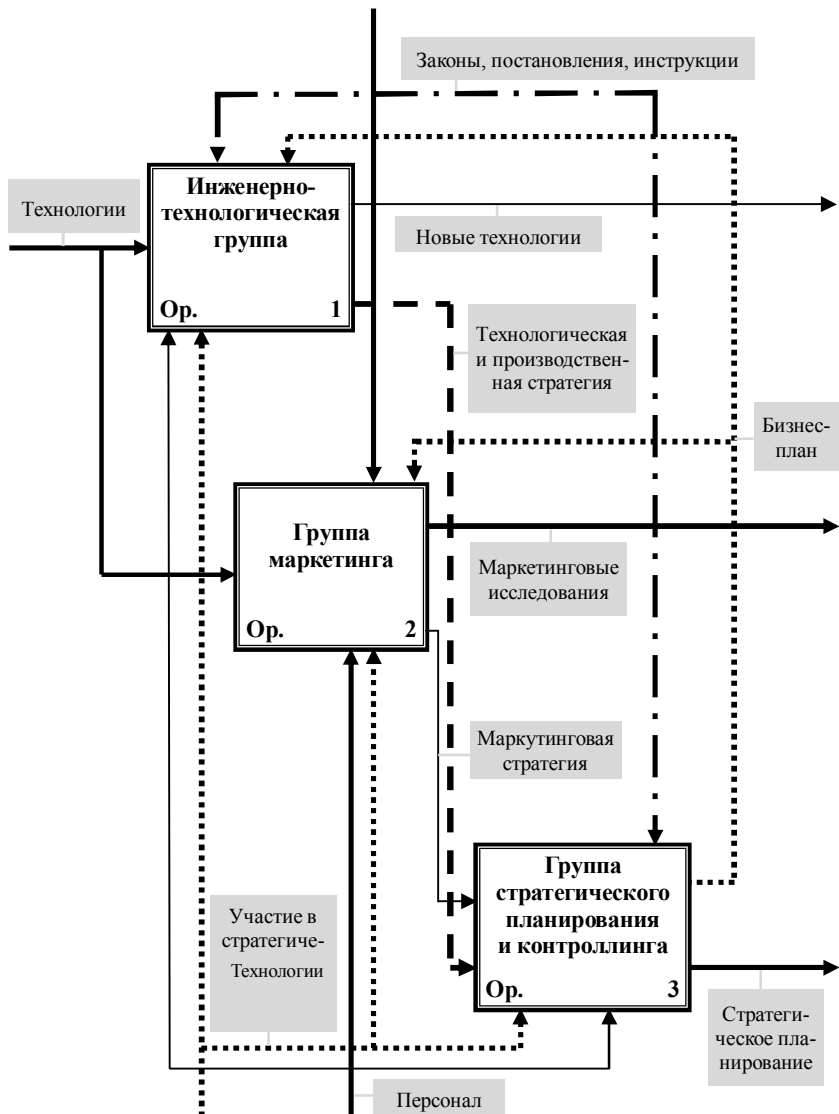 Законы, постановления, инструкции
Инженерно-
технологическая
группа
Ор. 1
Технологии
Новые технологии
Технологическая
и производствен-
ная стратегия
Бизнес-
план
Группа
маркетинга
Ор. 2
Маркетинговые
исследования
Маркутинговая
стратегия
Группа
стратегического
планирования
и контроллинга
Ор. 3
Участие в
стратегиче-
Технологии
Стратеги-
ческое пла-
нирование
Персонал